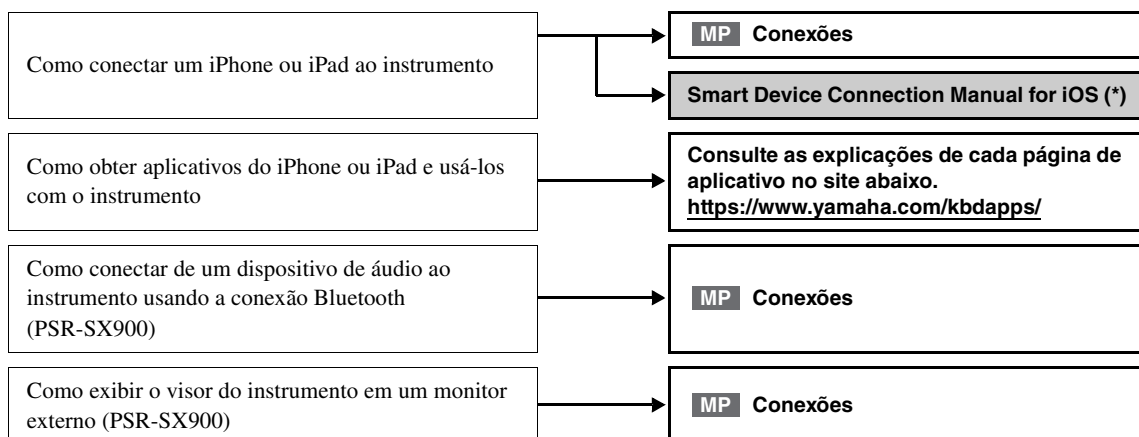 Como conectar um iPhone ou iPad ao instrumento
MP Conexões
Smart Device Connection Manual for iOS (*)
Como obter aplicativos do iPhone ou iPad e usá-los
com o instrumento
Consulte as explicações de cada página de
aplicativo no site abaixo.
https://www.yamaha.com/kbdapps/
Como conectar de um dispositivo de áudio ao
instrumento usando a conexão Bluetooth
(PSR-SX900)
MP Conexões
Como exibir o visor do instrumento em um monitor
externo (PSR-SX900)
MP Conexões